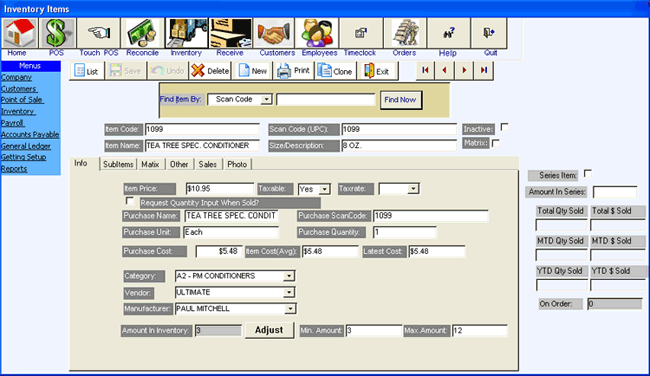 Inventory Items
Home POS Touch POS Reconcile Inventory Receive Customers Employees Timeclock Orders Help Quit
Menus
Company
Customers
Point of Sale
Inventory
Payroll
Accounts Payable
General Ledger
Getting Setup
Reports
List Save Undo Delete New Print Clone Exit
Find Item By: Scan Code Find Now
Item Code: 1099 Scan Code (UPC): 1099 Inactive:
Item Name: TEA TREE SPEC. CONDITIONER Size/Description: 8 OZ. Matrix:
Info SubItems Matix Other Sales Photo
Item Price: $10.95 Taxable: Yes Taxrate:
Request Quantity Input When Sold?
Purchase Name: TEA TREE SPEC. CONDIT Purchase ScanCode: 1099
Purchase Unit: Each Purchase Quantity: 1
Purchase Cost: $5.48 Item Cost(Avg): $5.48 Latest Cost: $5.48
Category: A2 - PM CONDITIONERS
Vendor: ULTIMATE
Manufacturer: PAUL MITCHELL
Amount In Inventory: 3 Adjust Min. Amount: 3 Max.Amount: 12
Series Item:
Amount In Series:
Total Qty Sold Total $ Sold
MTD Qty Sold MTD $ Sold
YTD Qty Sold YTD $ Sold
On Order: 0